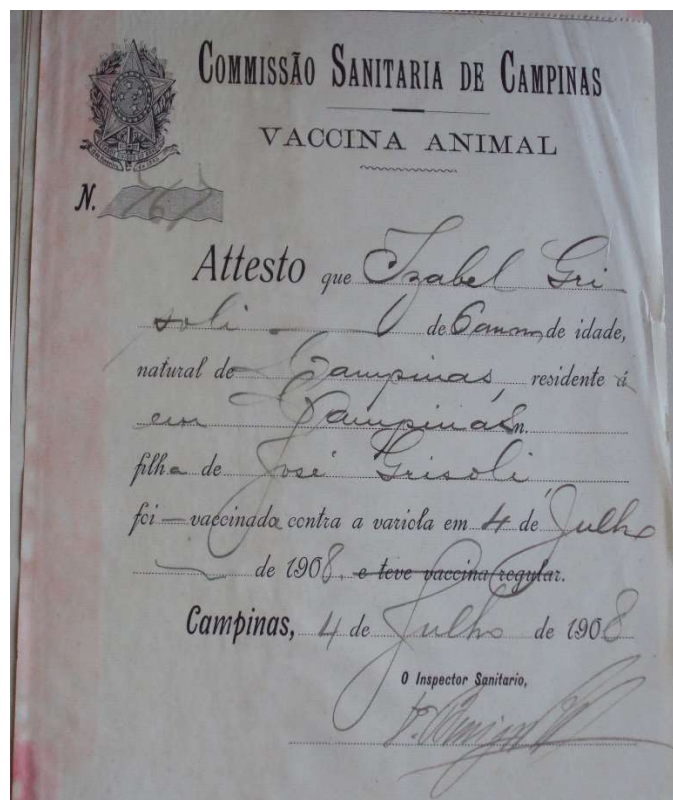 COMMISSÃO SANITARIA DE CAMPINAS
VACCINA ANIMAL
N. 767
Attesto que Izabel Gri
soli de 6 annos de idade,
natural de Campinas residente á
em Campinas n.
filha de José Grisoli
foi vaccinada contra a variola em 4 de Julho
de 1908, e teve vaccina regular.
Campinas, 4 de Julho de 1908
O Inspector Sanitario,